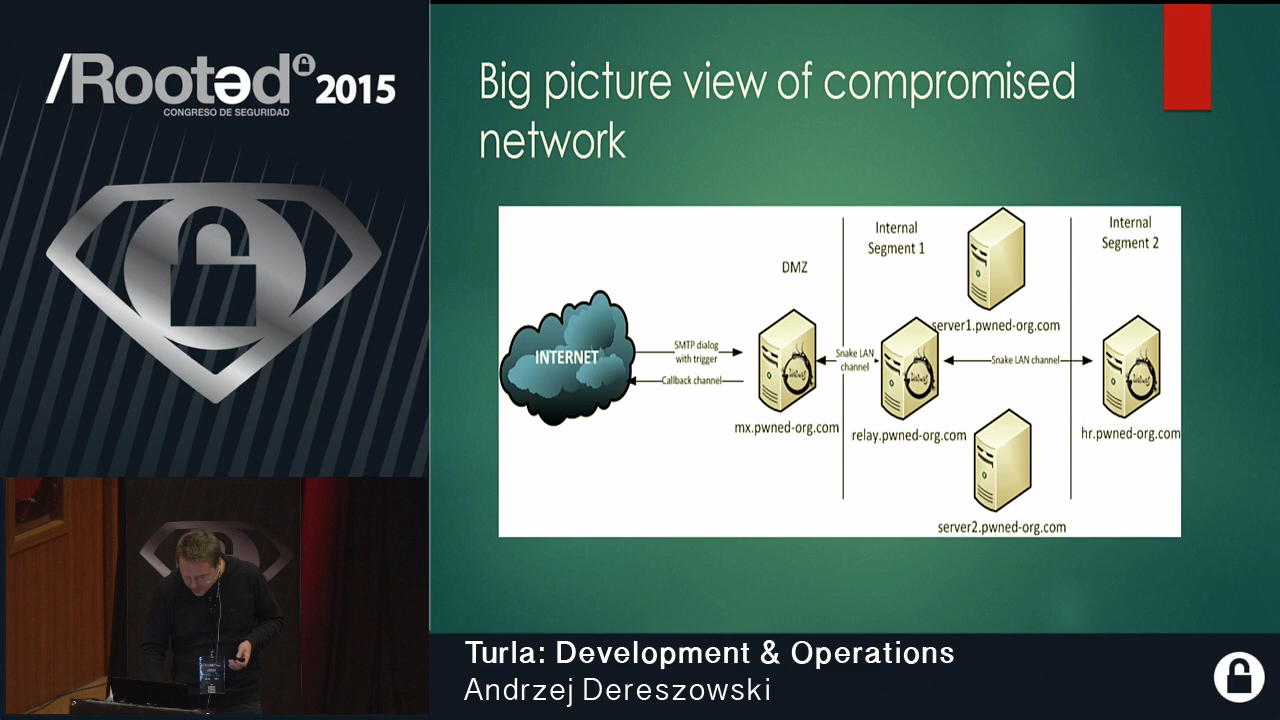 /Rootəd 2015
CONGRESO DE SEGURIDAD
Big picture view of compromised
network
Internal
Segment 1
Internal
Segment 2
DMZ
server1.pwned-org.com
INTERNET
SMTP dialog
with trigger
Callback channel
Snake LAN
channel
Snake LAN channel
mx.pwned-org.com
relay.pwned-org.com
hr.pwned-org.com
server2.pwned-org.com
Turla: Development & Operations
Andrzej Dereszowski